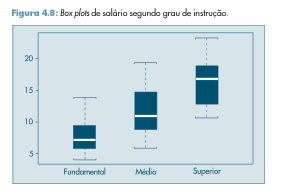 Figura 4.8: Box plots de salário segundo grau de instrução.
20
15
10
5
Fundamental Médio Superior